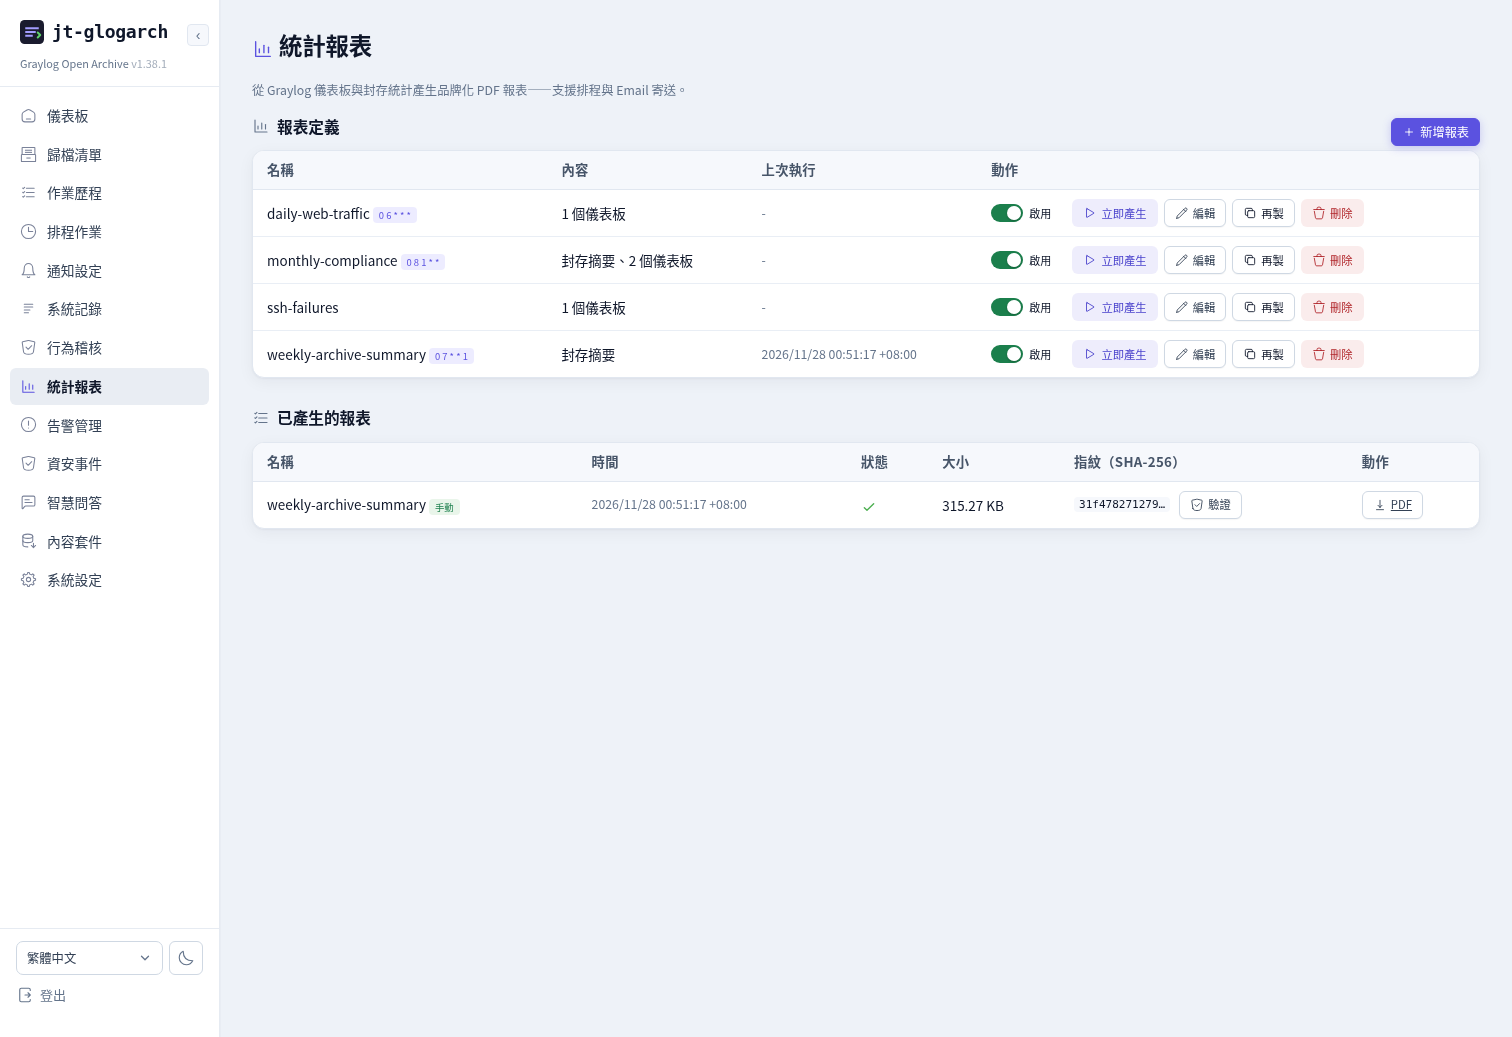 jt-glogarch
‹
Graylog Open Archive v1.38.1
儀表板
歸檔清單
作業歷程
排程作業
通知設定
系統記錄
行為稽核
統計報表
告警管理
資安事件
智慧問答
內容套件
系統設定
繁體中文
登出
統計報表
從 Graylog 儀表板與封存統計產生品牌化 PDF 報表——支援排程與 Email 寄送。
報表定義
+ 新增報表
名稱 內容 上次執行 動作
daily-web-traffic 0 6 * * * 1 個儀表板 - 啟用 立即產生 編輯 再製 刪除
monthly-compliance 0 8 1 * * 封存摘要、2 個儀表板 - 啟用 立即產生 編輯 再製 刪除
ssh-failures 1 個儀表板 - 啟用 立即產生 編輯 再製 刪除
weekly-archive-summary 0 7 * * 1 封存摘要 2026/11/28 00:51:17 +08:00 啟用 立即產生 編輯 再製 刪除
已產生的報表
名稱 時間 狀態 大小 指紋（SHA-256） 動作
weekly-archive-summary 手動 2026/11/28 00:51:17 +08:00 ✓ 315.27 KB 31f478271279… 驗證 PDF